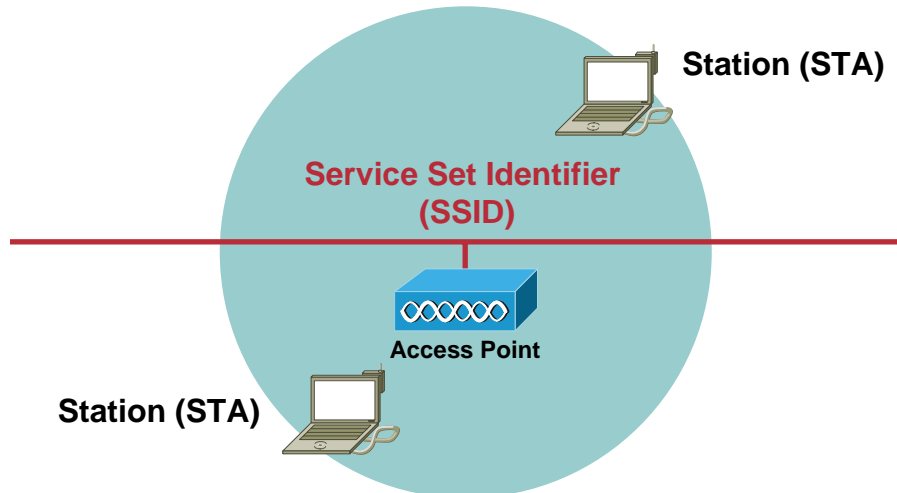 Station (STA)
Service Set Identifier
(SSID)
Access Point
Station (STA)